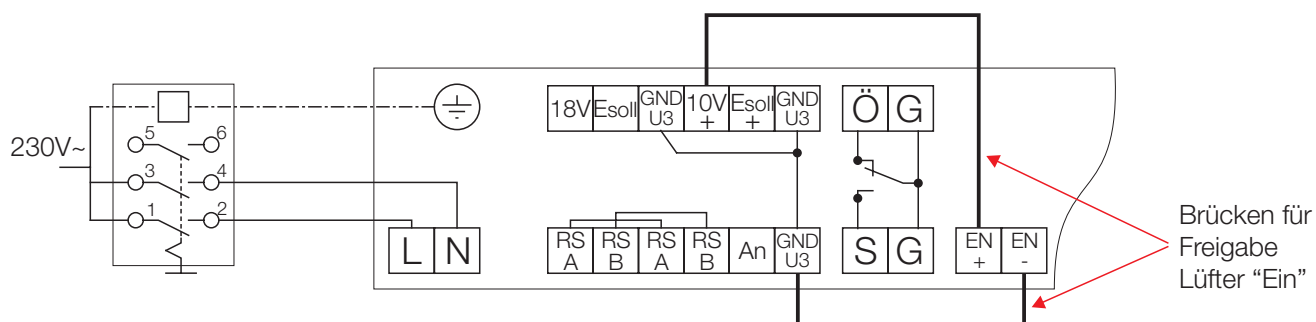 18V Esoll GND U3 10V + Esoll + GND U3 Ö G
5 6
230V~
3 4
1 2
L N RS A RS B RS A RS B An GND U3 S G EN + EN -
Brücken für
Freigabe
Lüfter “Ein”